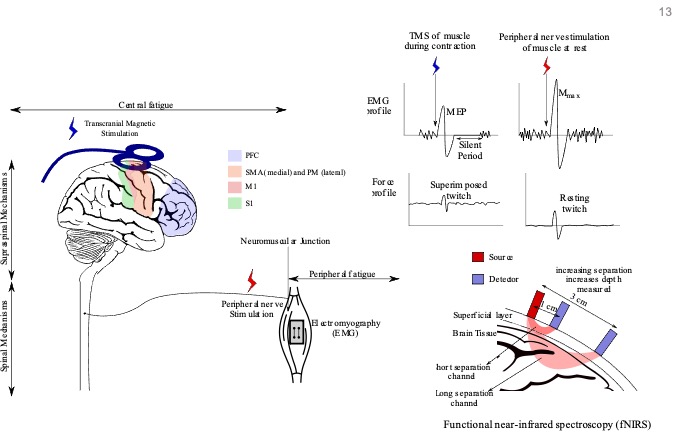 13
TMS of muscle
during contraction
Peripheral nerve stimulation
of muscle at rest
EMG
profile
MEP
Mmax
Silent
Period
Force
profile
Superimposed
twitch
Resting
twitch
Central fatigue
Transcranial Magnetic
Stimulation
PFC
SMA (medial) and PM (lateral)
M1
S1
Supraspinal Mechanisms
Spinal Mechanisms
Neuromuscular Junction
Peripheral fatigue
Peripheral nerve
Stimulation
Electromyography
(EMG)
Source
Detector
increasing separation
increases depth
measured
3 cm
1 cm
Superficial layer
Brain Tissue
hort separation
channel
Long separation
channel
Functional near-infrared spectroscopy (fNIRS)